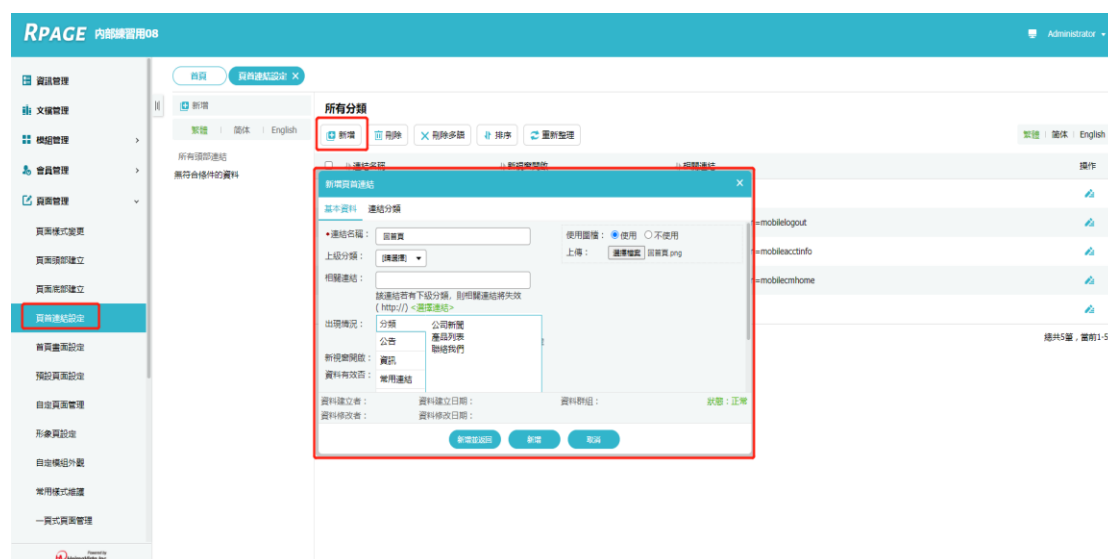 RPAGE 內部練習用08
Administrator
資訊管理
文檔管理
模組管理
會員管理
頁面管理
頁面樣式變更
頁面頭部建立
頁面底部建立
頁首連結設定
首頁畫面設定
預設頁面設定
自定頁面管理
形象頁設定
自定模組外觀
常用樣式維護
一頁式頁面管理
Powered by
首頁
頁首連結設定 X
新增
繁體 | 簡体 | English
所有頭部連結
無符合條件的資料
所有分類
新增 刪除 刪除多語 排序 重新整理
繁體 | 簡体 | English
連結名稱 新視窗開啟 相關連結 操作
=mobilelogout
=mobileacctinfo
=mobilecmhome
總共5筆，當前1-5
新增頁首連結 ×
基本資料 連結分類
•連結名稱： 回首頁
上級分類： [請選擇]
相關連結：
該連結若有下級分類，則相關連結將失效
( http://) <選擇連結>
出現情況： 分類
公告
資訊
常用連結
公司新聞
產品列表
聯絡我們
新視窗開啟：
資料有效否：
使用圖檔： 使用 不使用
上傳： 選擇檔案 回首頁.png
資料建立者： 資料建立日期： 資料群組： 狀態：正常
資料修改者： 資料修改日期：
新增並返回 新增 取消